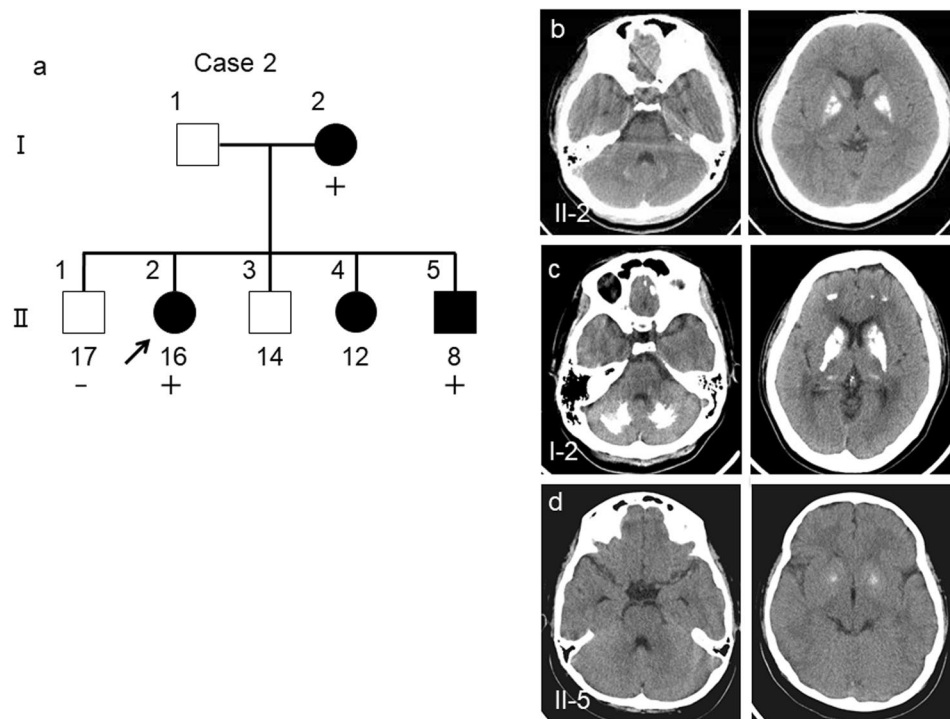 a
Case 2
1 2
I
+
1 2 3 4 5
II
17 16 14 12 8
- + +
b
II-2
c
I-2
d
II-5